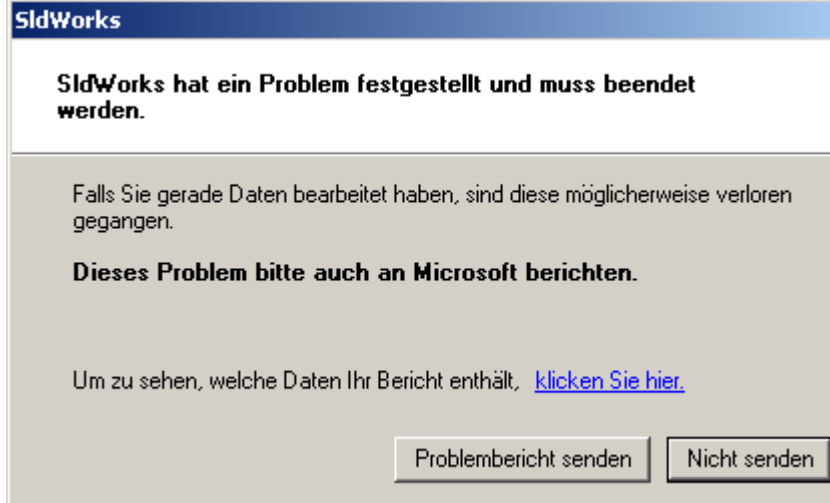 SldWorks
SldWorks hat ein Problem festgestellt und muss beendet
werden.
Falls Sie gerade Daten bearbeitet haben, sind diese möglicherweise verloren
gegangen.
Dieses Problem bitte auch an Microsoft berichten.
Um zu sehen, welche Daten Ihr Bericht enthält, klicken Sie hier.
Problembericht senden Nicht senden